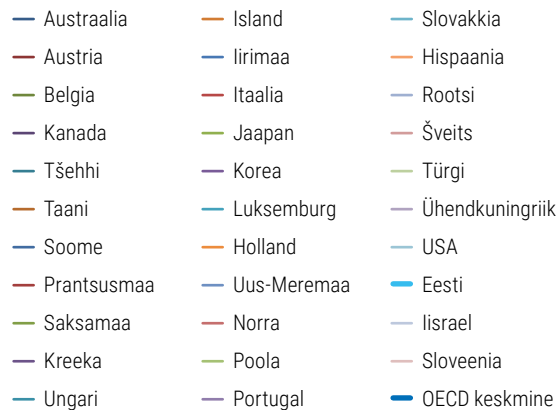 Austraalia
Austria
Belgia
Kanada
Tšehhi
Taani
Soome
Prantsusmaa
Saksamaa
Kreeka
Ungari
Island
Iirimaa
Itaalia
Jaapan
Korea
Luksemburg
Holland
Uus-Meremaa
Norra
Poola
Portugal
Slovakkia
Hispaania
Rootsi
Šveits
Türgi
Ühendkuningriik
USA
Eesti
Iisrael
Sloveenia
OECD keskmine